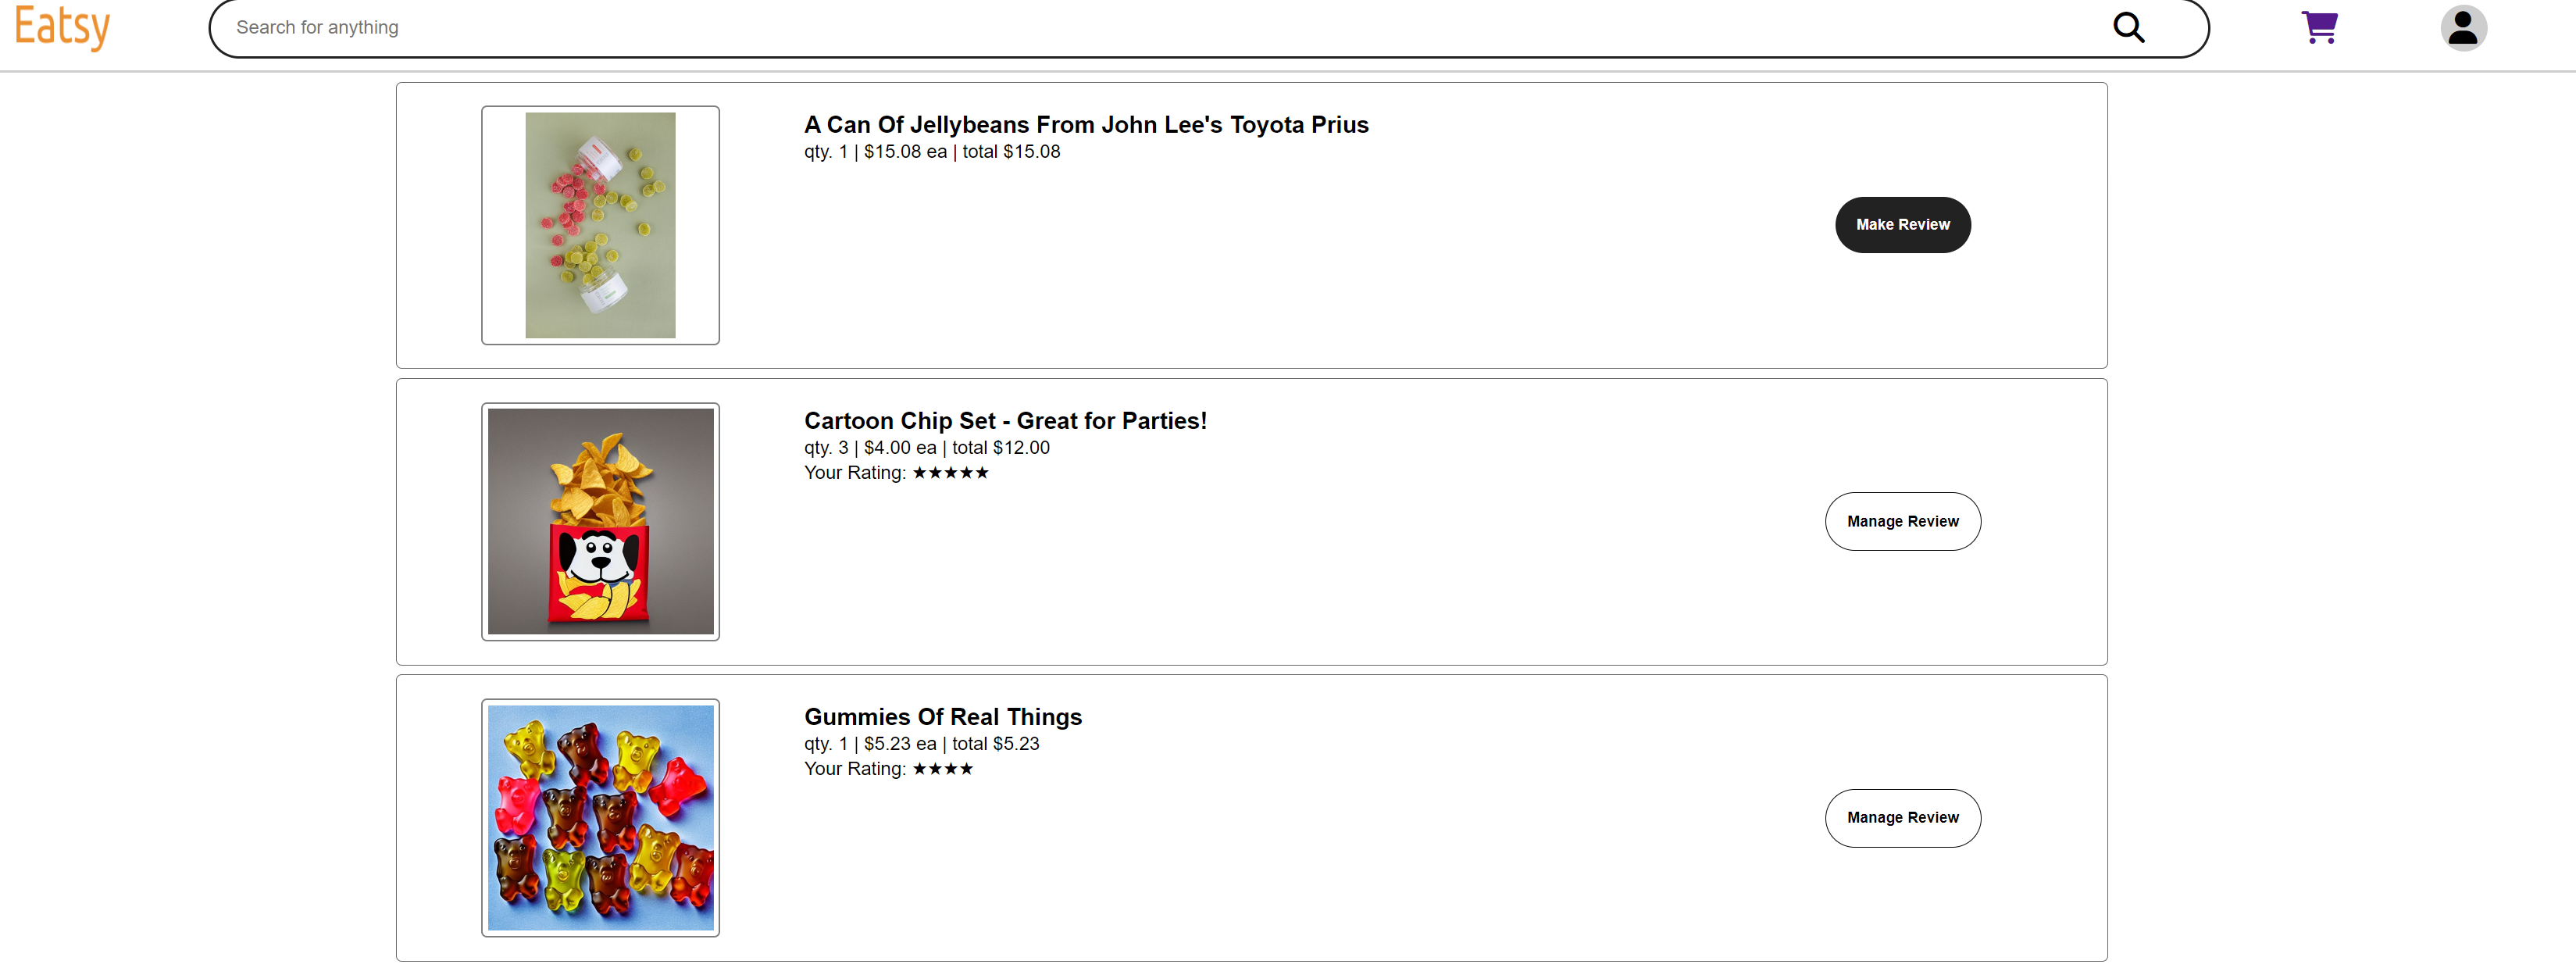 Eatsy
Search for anything
A Can Of Jellybeans From John Lee's Toyota Prius
qty. 1 | $15.08 ea | total $15.08
Make Review
Cartoon Chip Set - Great for Parties!
qty. 3 | $4.00 ea | total $12.00
Your Rating: ★★★★★
Manage Review
Gummies Of Real Things
qty. 1 | $5.23 ea | total $5.23
Your Rating: ★★★★
Manage Review